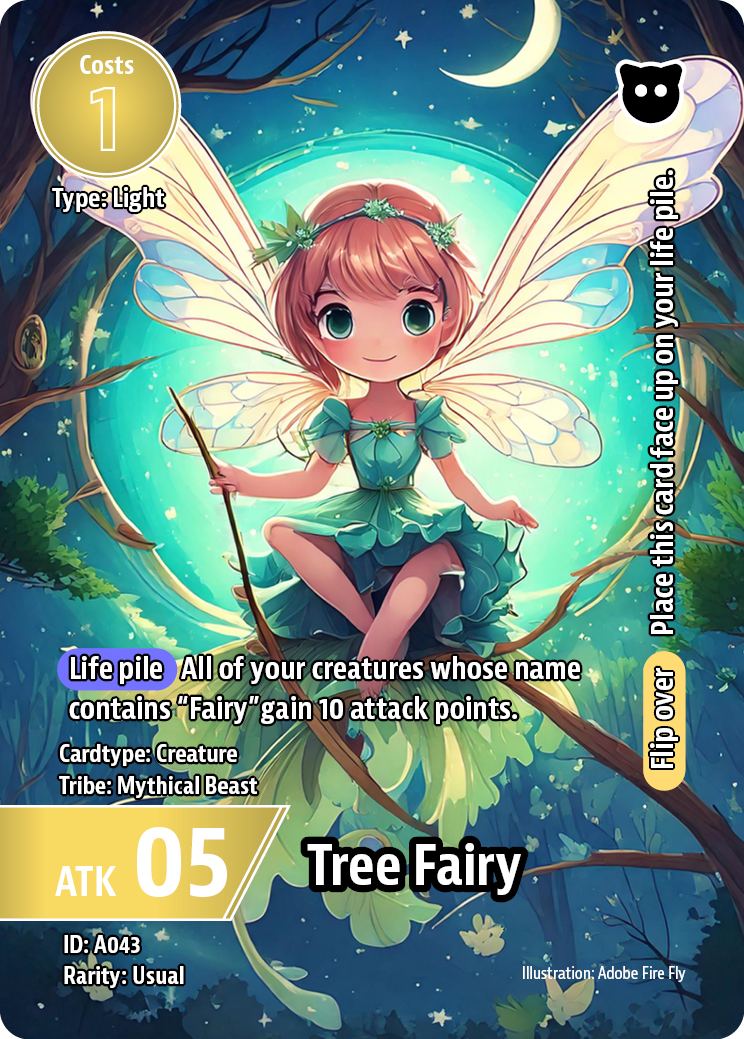 Costs
1
Type: Light
Flip over Place this card face up on your life pile.
Life pile All of your creatures whose name
contains “Fairy”gain 10 attack points.
Cardtype: Creature
Tribe: Mythical Beast
ATK 05
Tree Fairy
ID: A043
Rarity: Usual
Illustration: Adobe Fire Fly